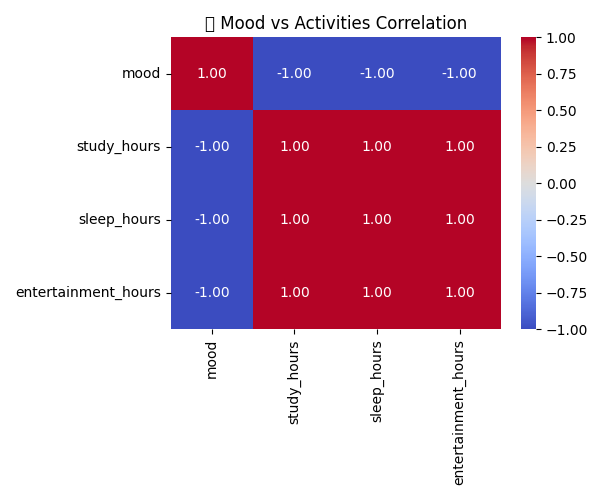 Mood vs Activities Correlation
mood 1.00 -1.00 -1.00 -1.00
study_hours -1.00 1.00 1.00 1.00
sleep_hours -1.00 1.00 1.00 1.00
entertainment_hours -1.00 1.00 1.00 1.00
mood
study_hours
sleep_hours
entertainment_hours
1.00
0.75
0.50
0.25
0.00
−0.25
−0.50
−0.75
−1.00